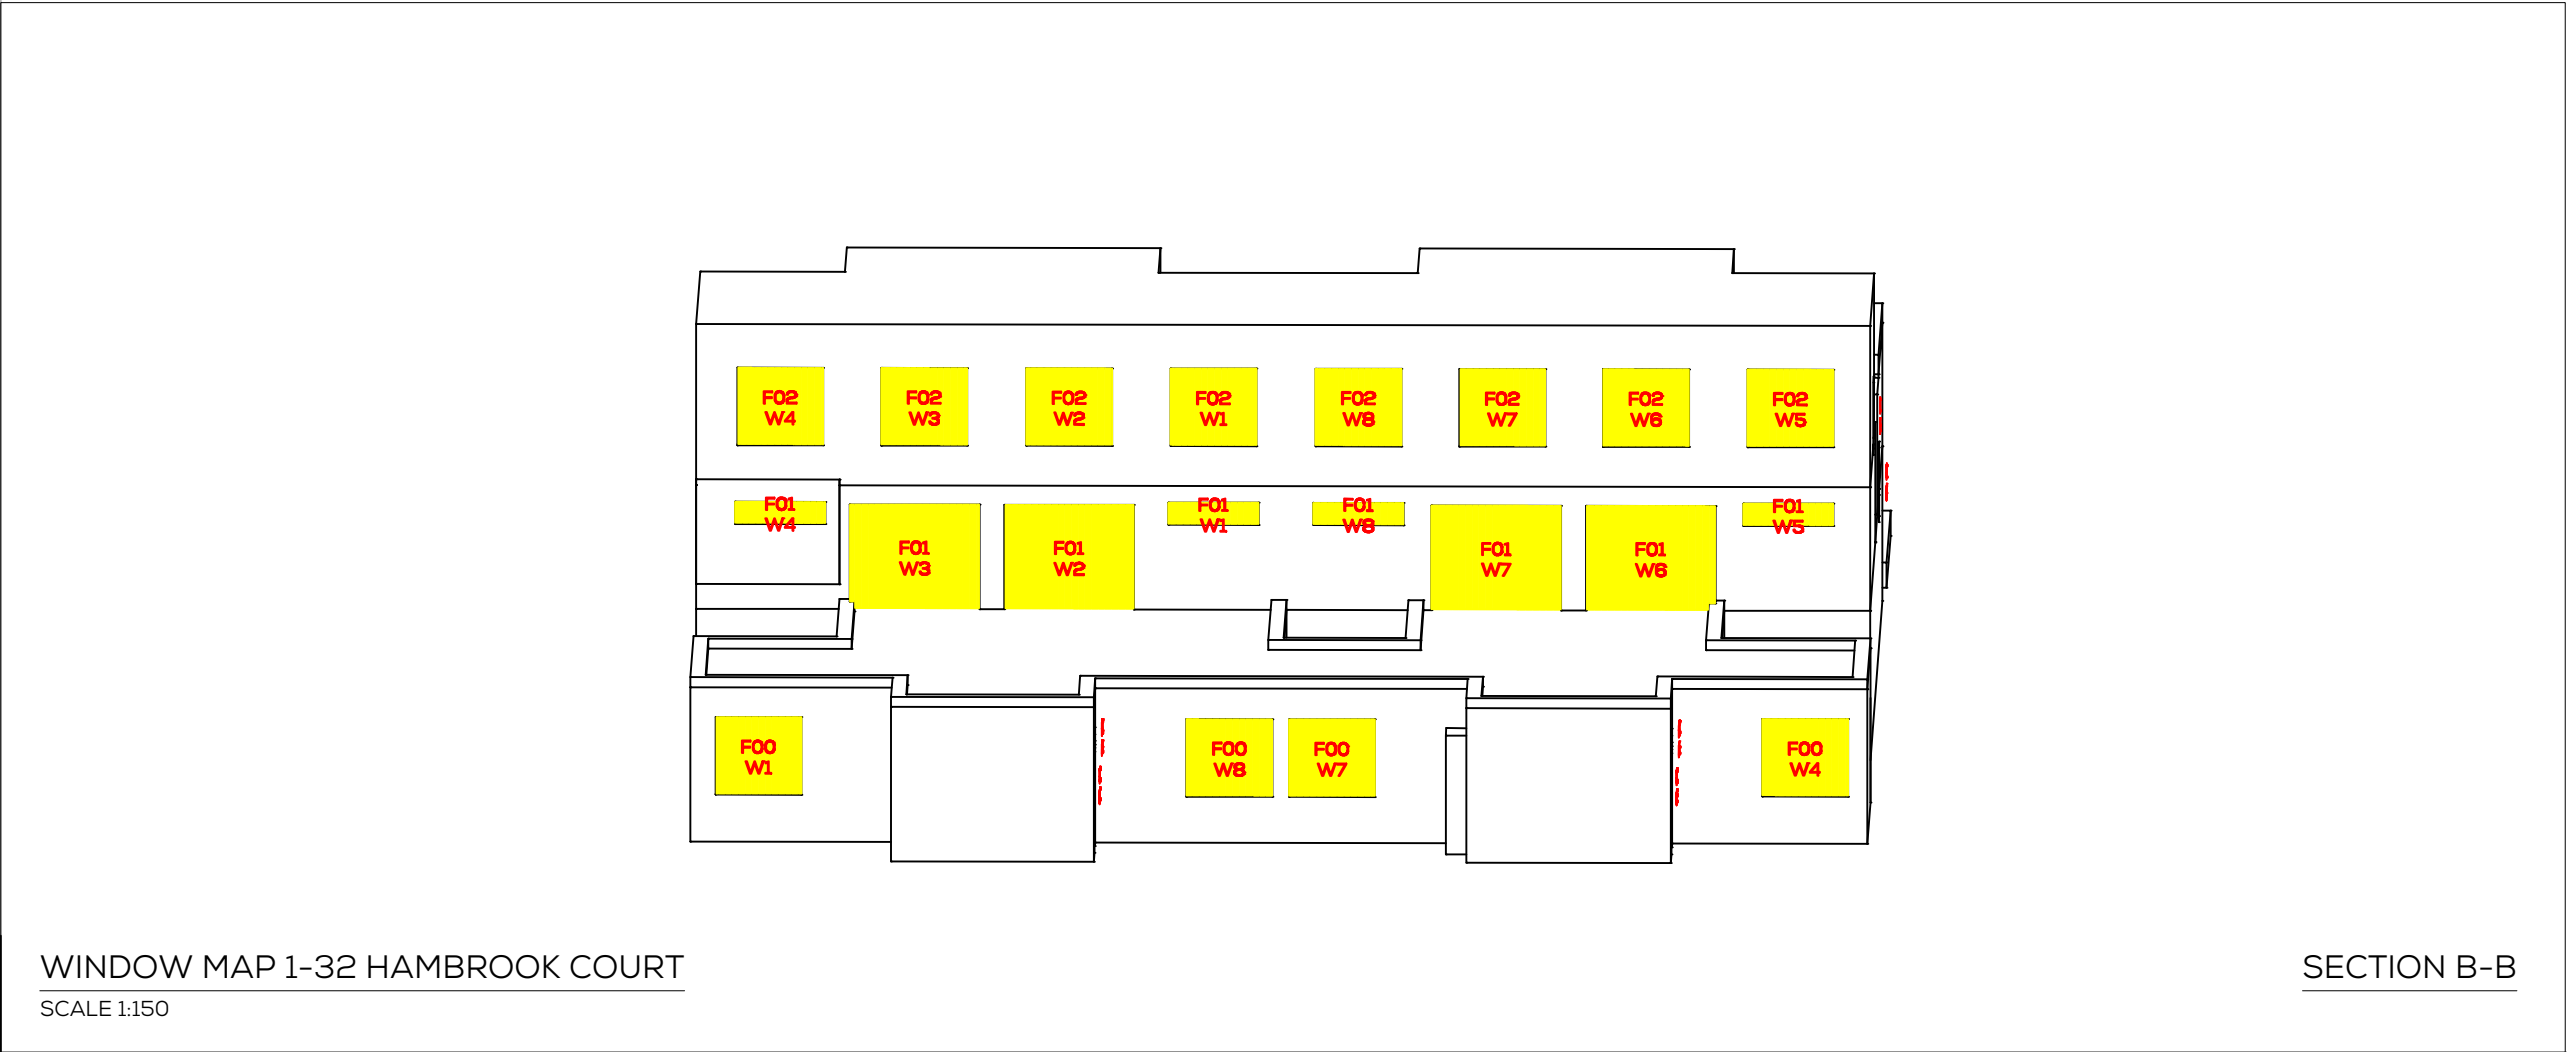 F02 W4
F02 W3
F02 W2
F02 W1
F02 W8
F02 W7
F02 W6
F02 W5
F01 W4
F01 W3
F01 W2
F01 W1
F01 W8
F01 W7
F01 W6
F01 W5
F00 W1
F00 W8
F00 W7
F00 W4
WINDOW MAP 1-32 HAMBROOK COURT
SCALE 1:150
SECTION B-B